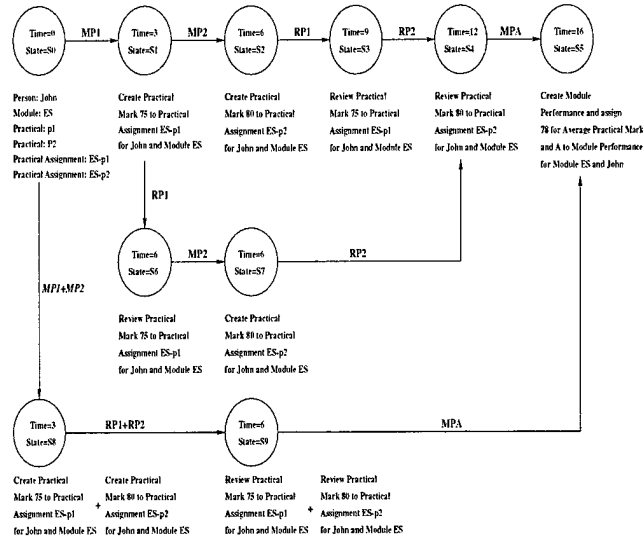 Time=0
State=S0
MP1
Time=3
State=S1
MP2
Time=6
State=S2
RP1
Time=9
State=S3
RP2
Time=12
State=S4
MPA
Time=16
State=S5
Person: John
Module: ES
Practical: p1
Practical: P2
Practical Assignment: ES-p1
Practical Assignment: ES-p2
Create Practical
Mark 75 to Practical
Assignment ES-p1
for John and Module ES
Create Practical
Mark 80 to Practical
Assignment ES-p2
for John and Module ES
Review Practical
Mark 75 to Practical
Assignment ES-p1
for John and Module ES
Review Practical
Mark 80 to Practical
Assignment ES-p2
for John and Module ES
Create Module
Performance and assign
78 for Average Practical Mark
and A to Module Performance
for Module ES and John
RP1
Time=6
State=S6
MP2
Time=6
State=S7
RP2
MP1+MP2
Review Practical
Mark 75 to Practical
Assignment ES-p1
for John and Module ES
Create Practical
Mark 80 to Practical
Assignment ES-p2
for John and Module ES
Time=3
State=S8
RP1+RP2
Time=6
State=S9
MPA
Create Practical
Mark 75 to Practical
Assignment ES-p1
for John and Module ES
+
Create Practical
Mark 80 to Practical
Assignment ES-p2
for John and Module ES
Review Practical
Mark 75 to Practical
Assignment ES-p1
for John and Module ES
+
Review Practical
Mark 80 to Practical
Assignment ES-p2
for John and Module ES